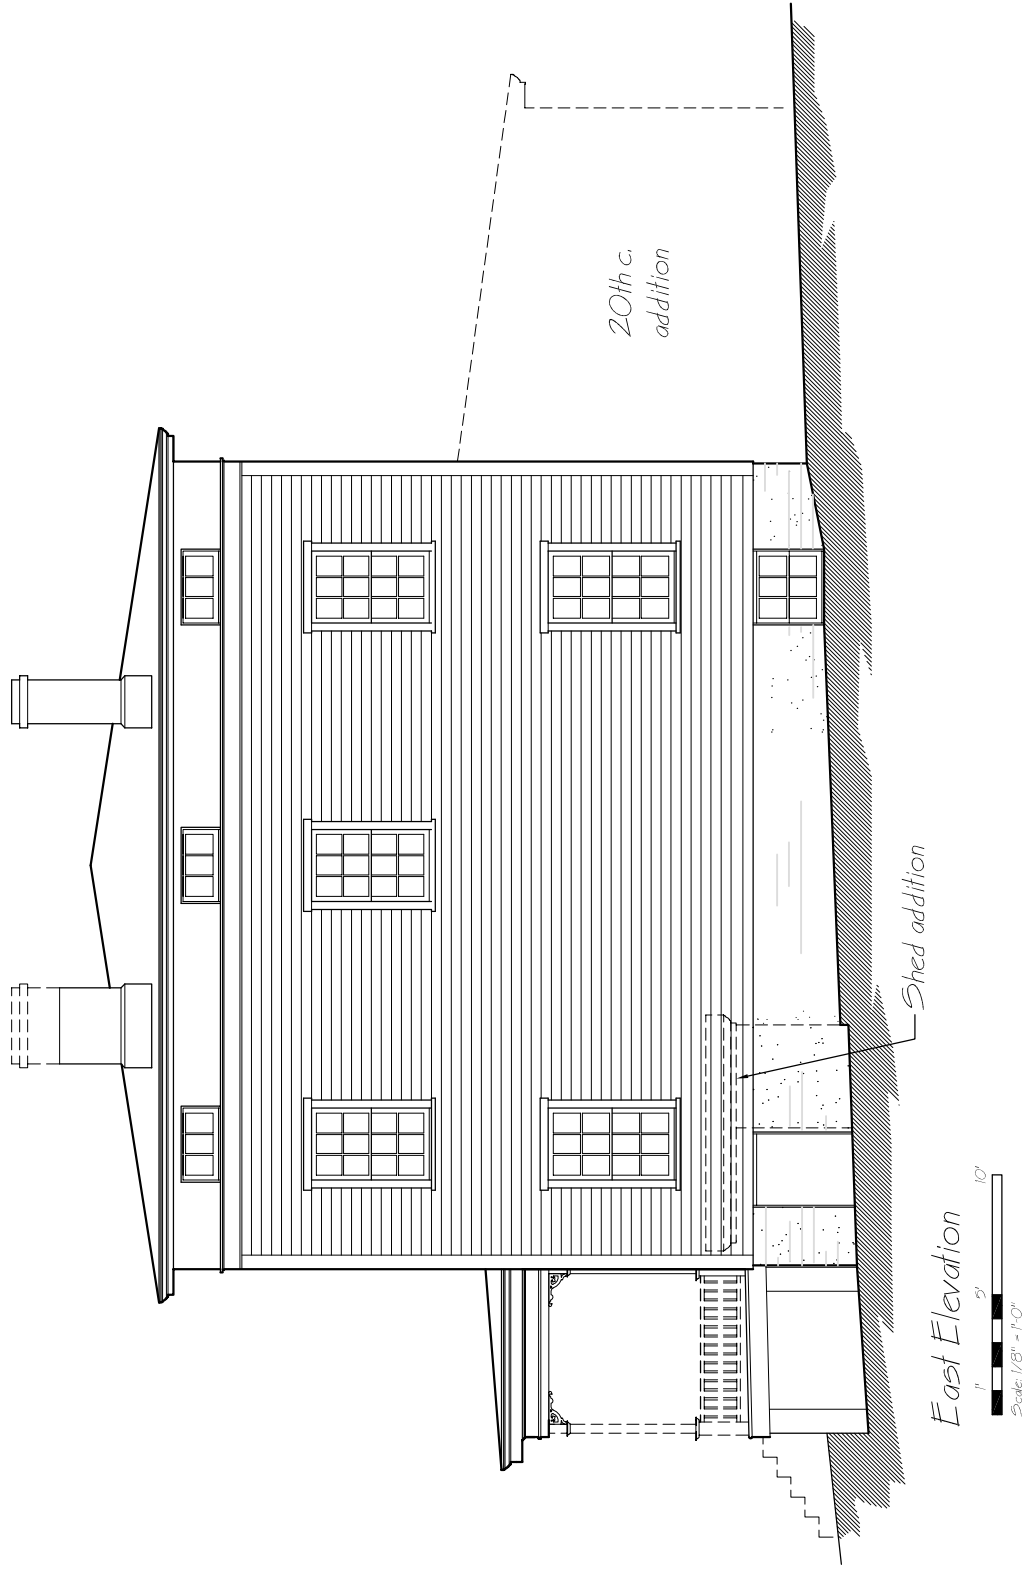 20th c.
addition
Shed addition
East Elevation
1' 5' 10'
Scale: 1/8" = 1'-0"